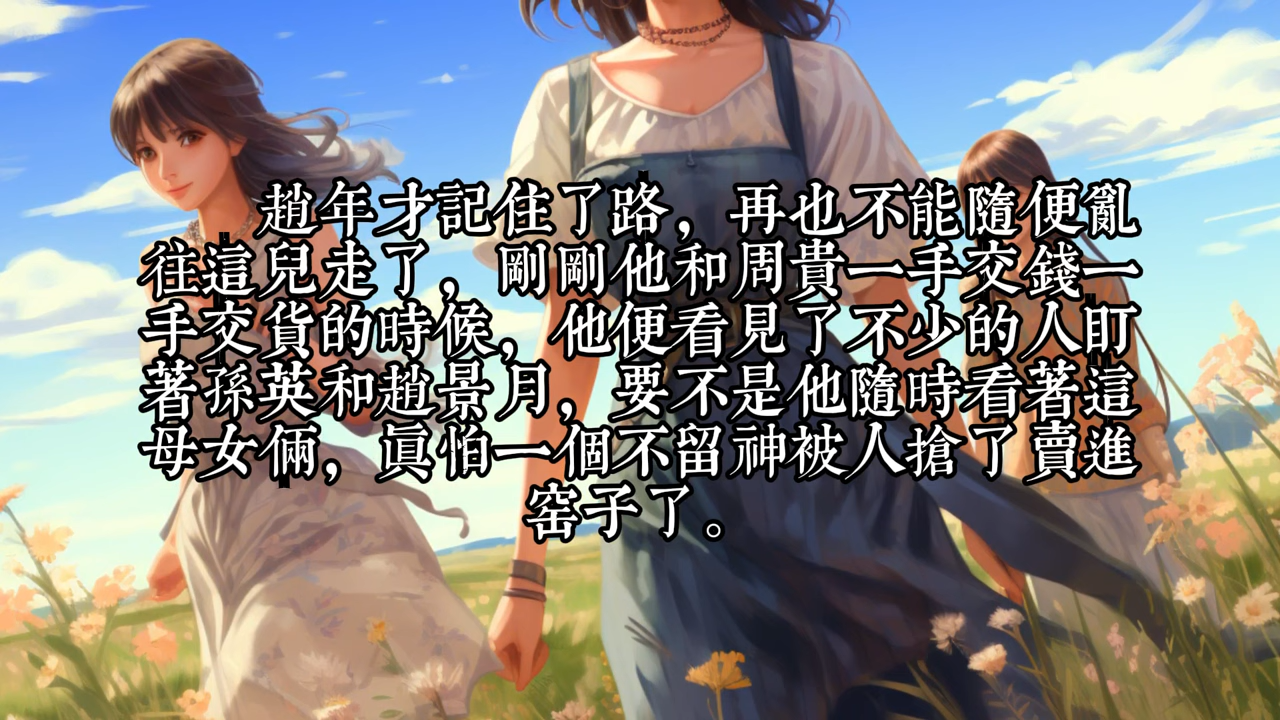 趙年才記住了路，再也不能隨便亂
往這兒走了，剛剛他和周貴一手交錢一
手交貨的時候，他便看見了不少的人盯
著孫英和趙景月，要不是他隨時看著這
母女倆，真怕一個不留神被人搶了賣進
窑子了。